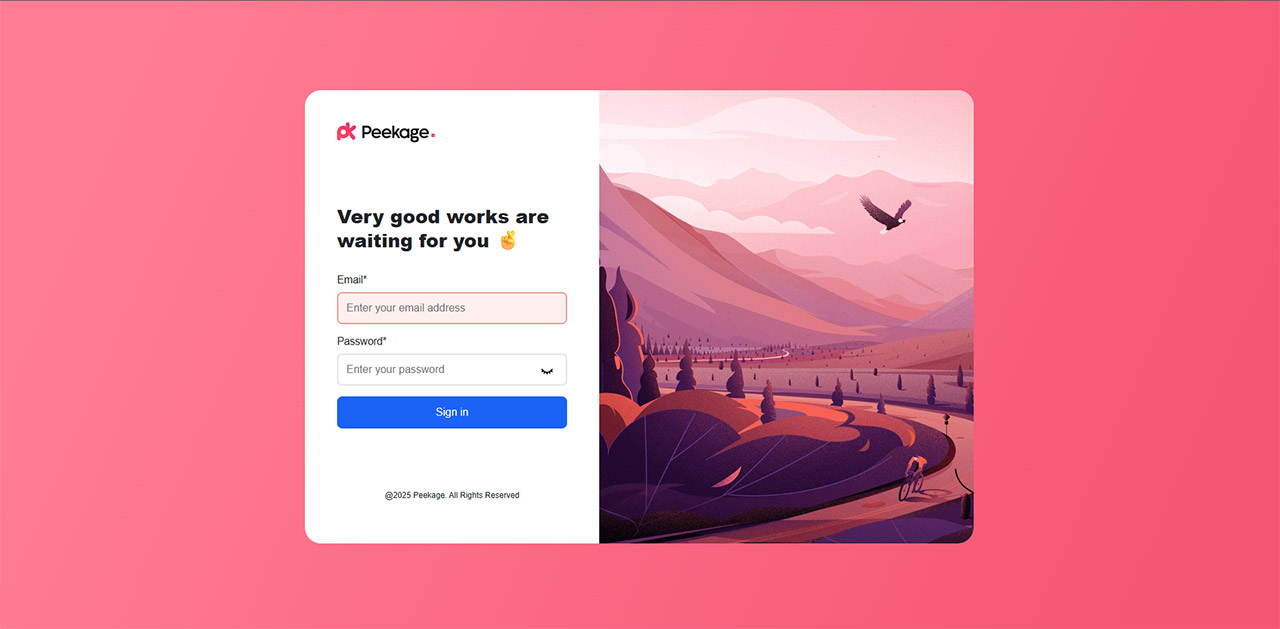 Peekage.
Very good works are
waiting for you 🤞
Email*
Enter your email address
Password*
Enter your password
Sign in
@2025 Peekage. All Rights Reserved